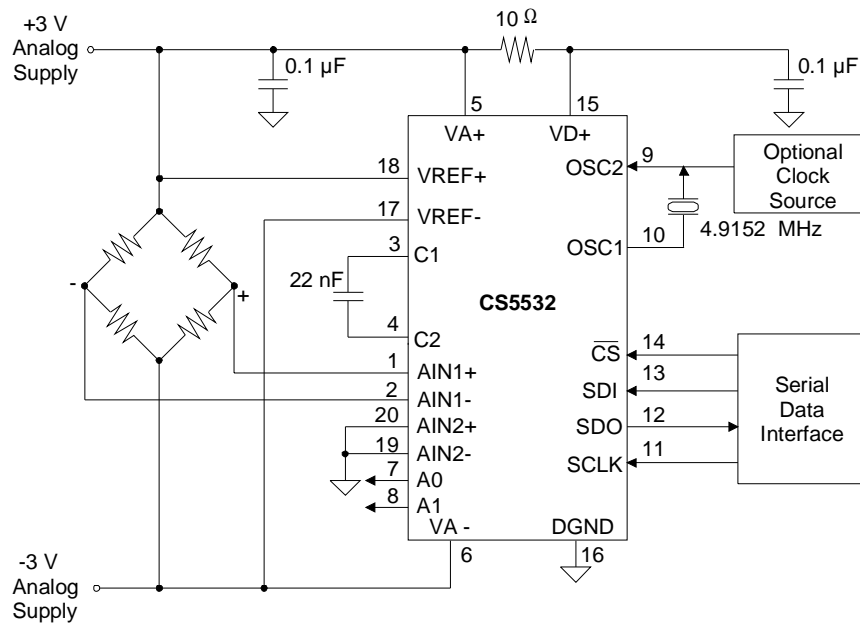 +3 V
Analog
Supply
10 Ω
0.1 µF
0.1 µF
5
15
VA+
VD+
18
VREF+
OSC2
9
Optional
Clock
Source
17
VREF-
3
C1
OSC1
10
4.9152 MHz
-
+
22 nF
CS5532
4
C2
CS
14
1
AIN1+
SDI
13
Serial
Data
Interface
2
AIN1-
20
AIN2+
SDO
12
19
AIN2-
SCLK
11
7
A0
8
A1
VA -
DGND
6
16
-3 V
Analog
Supply